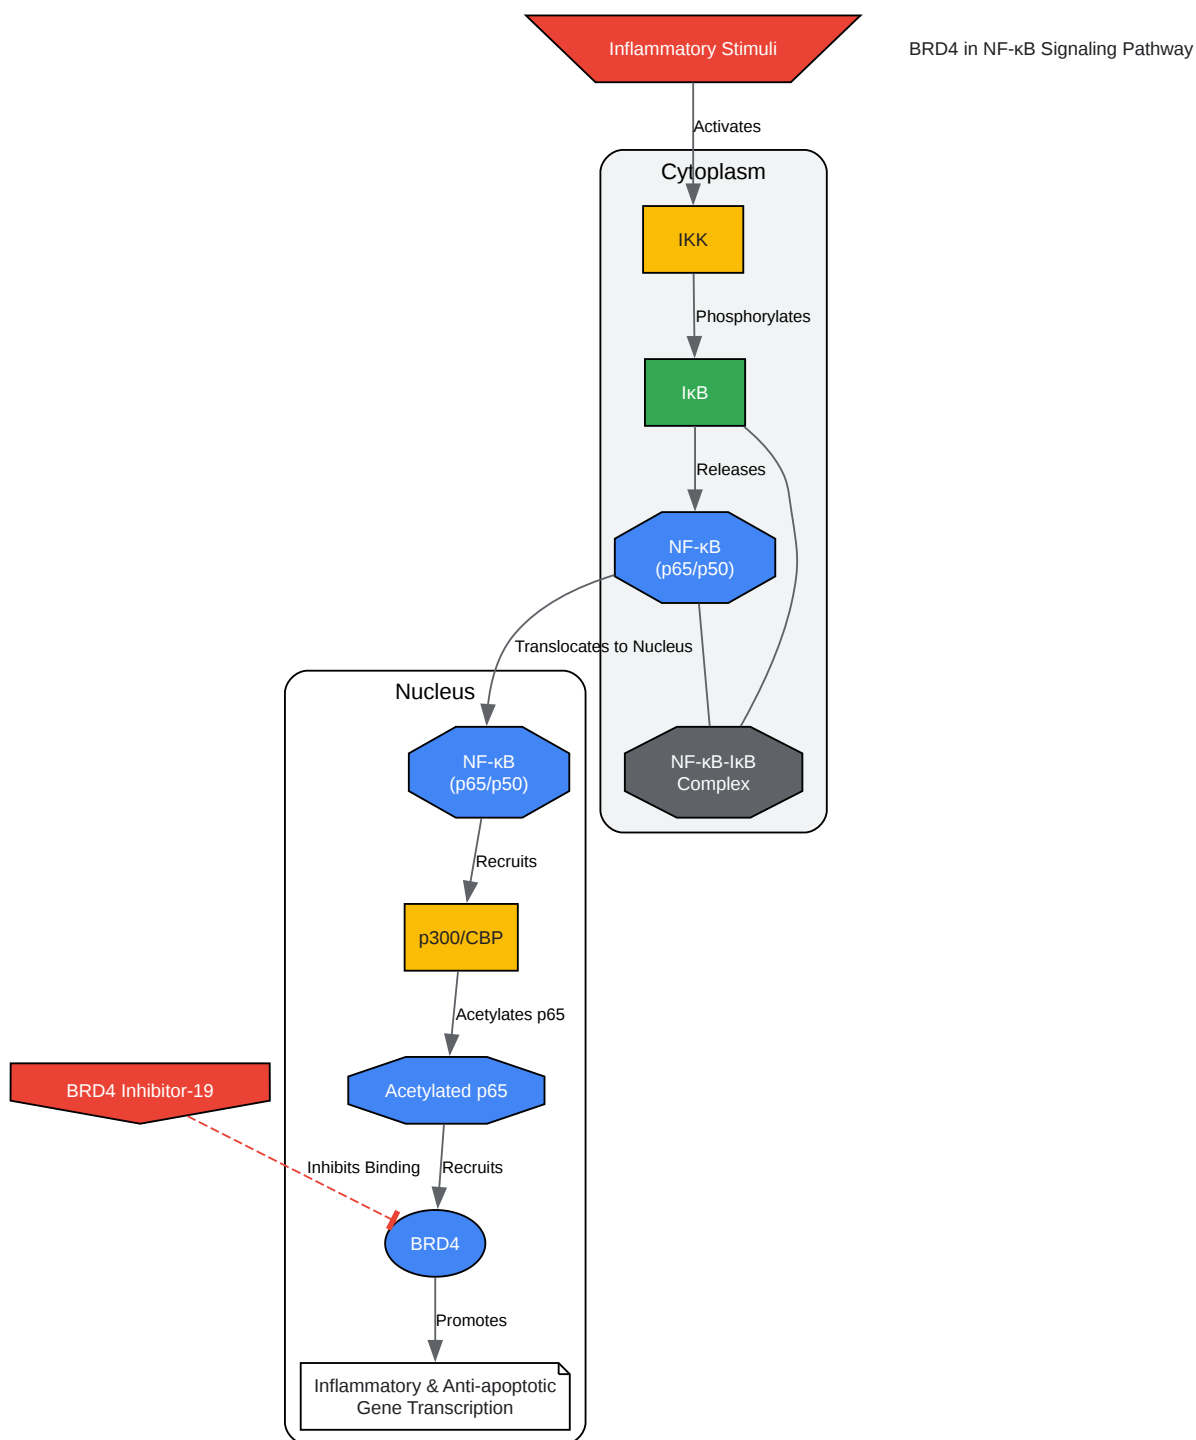 Inflammatory Stimuli
BRD4 in NF-κB Signaling Pathway
Activates
Cytoplasm
IKK
Phosphorylates
IκB
Releases
NF-κB
(p65/p50)
Translocates to Nucleus
Nucleus
NF-κB
(p65/p50)
NF-κB-IκB
Complex
Recruits
p300/CBP
Acetylates p65
BRD4 Inhibitor-19
Acetylated p65
Inhibits Binding
Recruits
BRD4
Promotes
Inflammatory & Anti-apoptotic
Gene Transcription